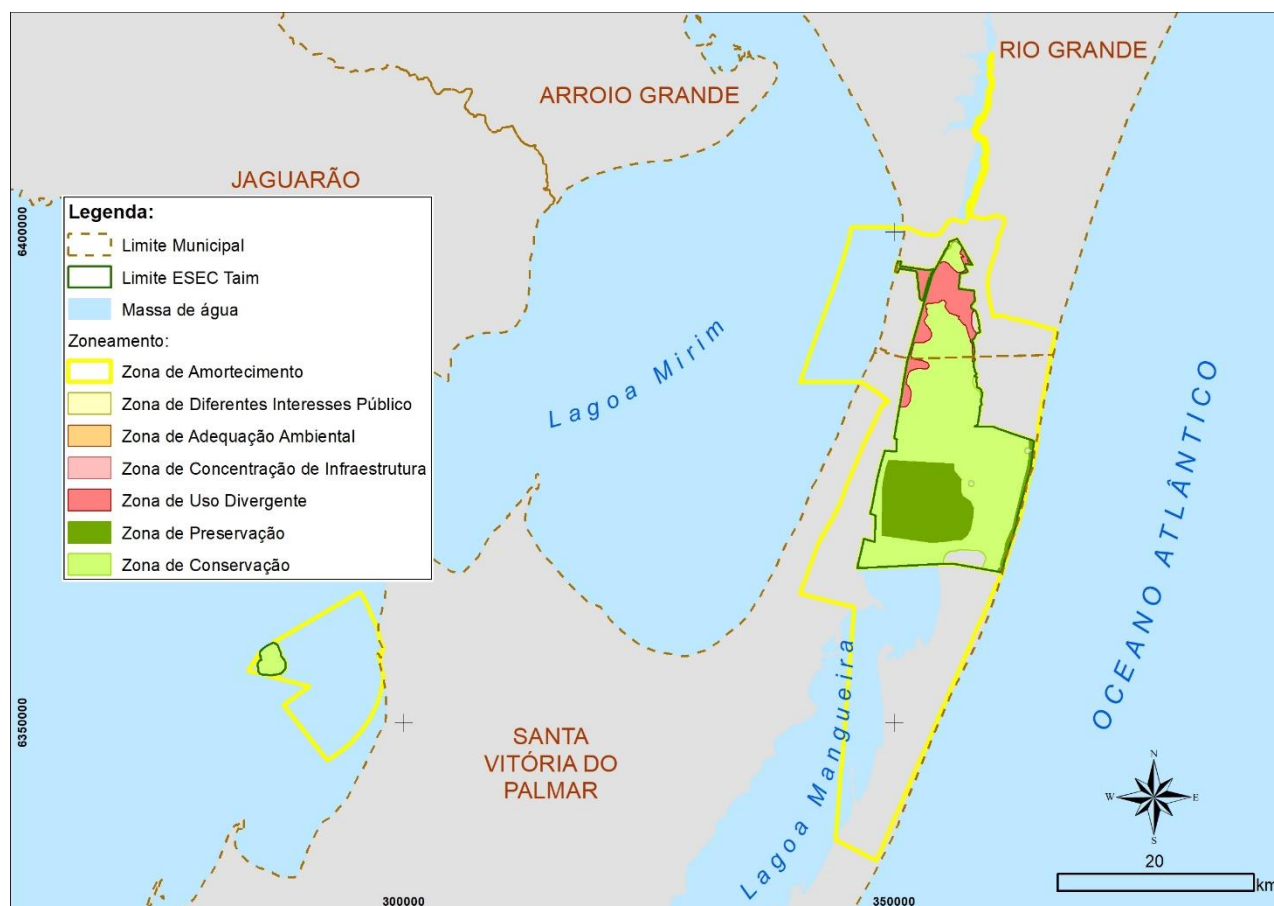 RIO GRANDE
ARROIO GRANDE
JAGUARÃO
Legenda:
Limite Municipal
Limite ESEC Taim
Massa de água
Zoneamento:
Zona de Amortecimento
Zona de Diferentes Interesses Público
Zona de Adequação Ambiental
Zona de Concentração de Infraestrutura
Zona de Uso Divergente
Zona de Preservação
Zona de Conservação
6400000
Lagoa Mirim
OCEANO ATLÂNTICO
6350000
SANTA
VITÓRIA DO
PALMAR
Lagoa Mangueira
N
W E
S
20
km
300000
350000